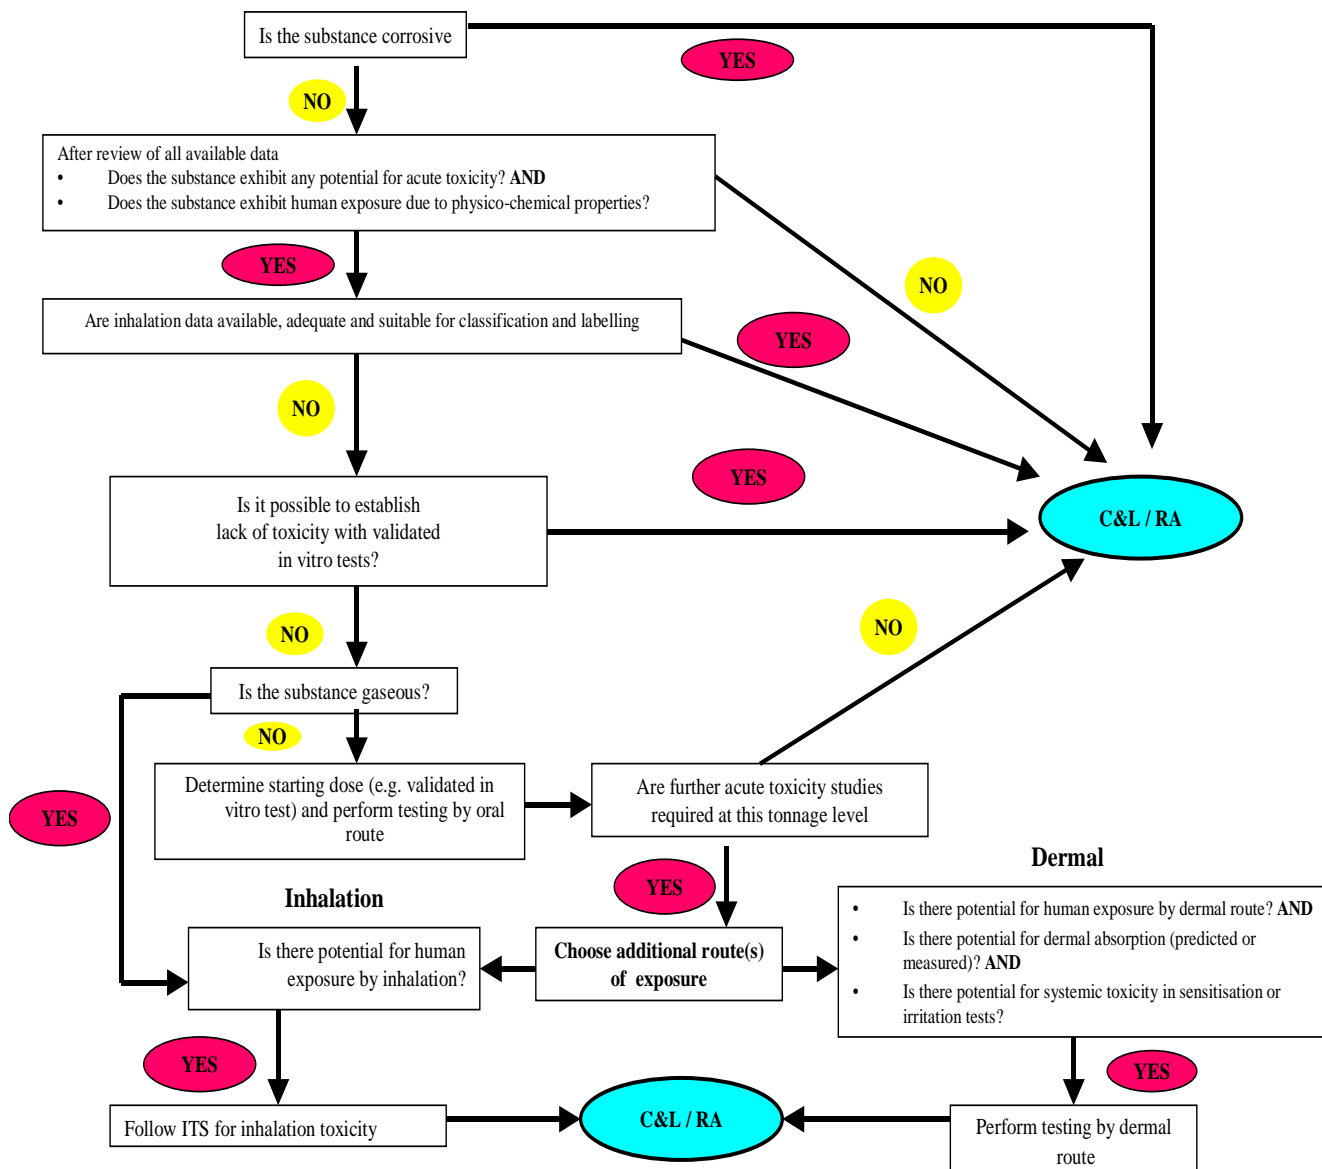 Is the substance corrosive
YES
NO
After review of all available data
• Does the substance exhibit any potential for acute toxicity? AND
• Does the substance exhibit human exposure due to physico-chemical properties?
YES
NO
Are inhalation data available, adequate and suitable for classification and labelling
YES
NO
Is it possible to establish
lack of toxicity with validated
in vitro tests?
YES
C&L / RA
NO
NO
Is the substance gaseous?
NO
Determine starting dose (e.g. validated in
vitro test) and perform testing by oral
route
Are further acute toxicity studies
required at this tonnage level
YES
Dermal
YES
Inhalation
Is there potential for human
exposure by inhalation?
Choose additional route(s)
of exposure
• Is there potential for human exposure by dermal route? AND
• Is there potential for dermal absorption (predicted or
measured)? AND
• Is there potential for systemic toxicity in sensitisation or
irritation tests?
YES
YES
Follow ITS for inhalation toxicity
C&L / RA
Perform testing by dermal
route